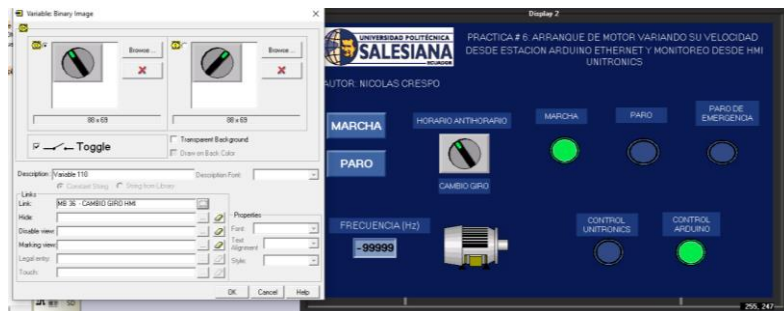 Variable: Binary Image
Browse ...
Browse ...
88 x 69
88 x 69
Toggle
Transparent Background
Draw on Back Color
Description: Variable 110
Description Font:
Constant String
String from Library
Links
Link: MB 36 - CAMBIO GIRO HMI
Hide:
Disable view:
Marking view:
Legal entry:
Touch:
Properties
Font:
Text Alignment
Style:
OK
Cancel
Help
Display 2
UNIVERSIDAD POLITÉCNICA
SALESIANA
ECUADOR
PRACTICA # 6: ARRANQUE DE MOTOR VARIANDO SU VELOCIDAD
DESDE ESTACION ARDUINO ETHERNET Y MONITOREO DESDE HMI
UNITRONICS
AUTOR: NICOLAS CRESPO
MARCHA
PARO
HORARIO ANTIHORARIO
CAMBIO GIRO
MARCHA
PARO
PARO DE
EMERGENCIA
FRECUENCIA (Hz)
-99999
CONTROL
UNITRONICS
CONTROL
ARDUINO
255, 247